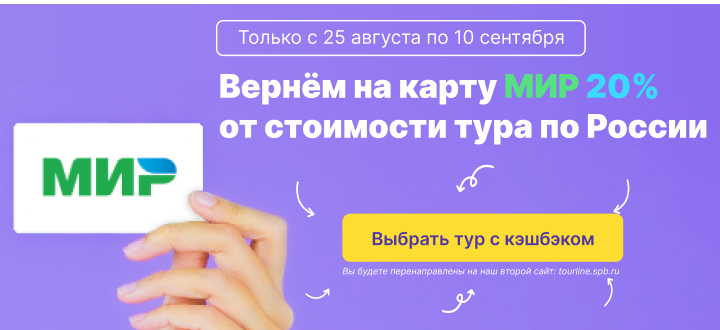 Только с 25 августа по 10 сентября
Вернём на карту МИР 20%
от стоимости тура по России
МИР
Выбрать тур с кэшбэком
Вы будете перенаправлены на наш второй сайт: tourline.spb.ru